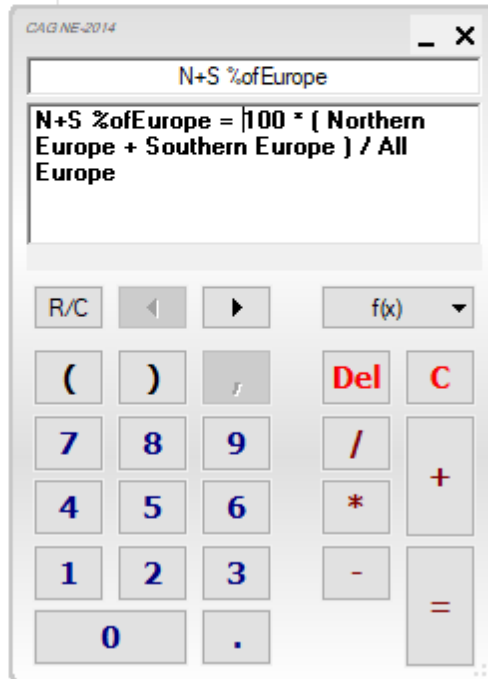 CAG NE-2014
N+S %ofEurope
N+S %ofEurope = 100 * ( Northern
Europe + Southern Europe ) / All
Europe
R/C f(x)
( ) , Del C
7 8 9 / +
4 5 6 *
1 2 3 - =
0 .